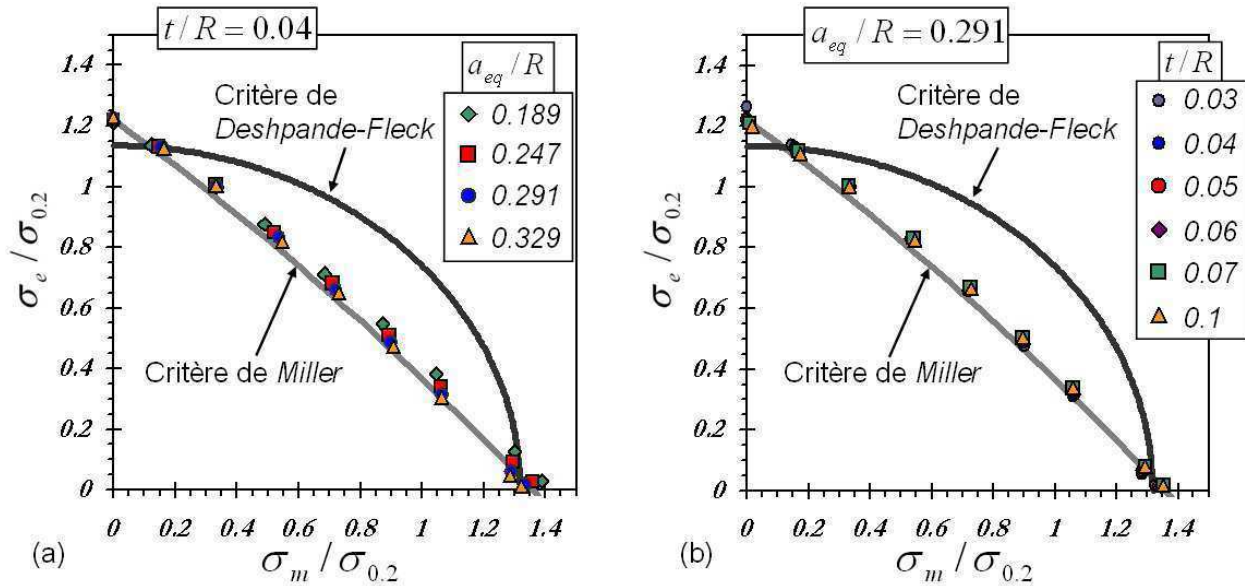 t/R = 0.04
a_eq/R
0.189
0.247
0.291
0.329
Critère de
Deshpande-Fleck
Critère de Miller
σ_e/σ_0.2
1.4
1.2
1
0.8
0.6
0.4
0.2
0
0 0.2 0.4 0.6 0.8 1 1.2 1.4
σ_m/σ_0.2
(a)
a_eq/R = 0.291
t/R
0.03
0.04
0.05
0.06
0.07
0.1
Critère de
Deshpande-Fleck
Critère de Miller
σ_e/σ_0.2
1.4
1.2
1
0.8
0.6
0.4
0.2
0
0 0.2 0.4 0.6 0.8 1 1.2 1.4
σ_m/σ_0.2
(b)